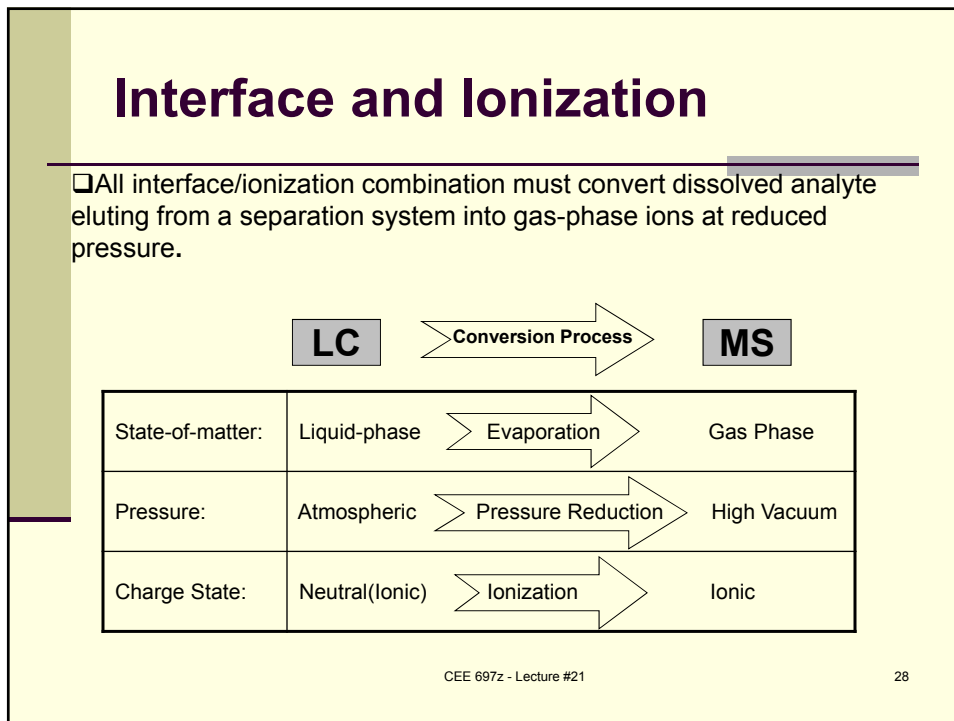 Interface and Ionization
❑All interface/ionization combination must convert dissolved analyte
eluting from a separation system into gas-phase ions at reduced
pressure.
LC Conversion Process MS
State-of-matter: Liquid-phase Evaporation Gas Phase
Pressure: Atmospheric Pressure Reduction High Vacuum
Charge State: Neutral(Ionic) Ionization Ionic
CEE 697z - Lecture #21 28